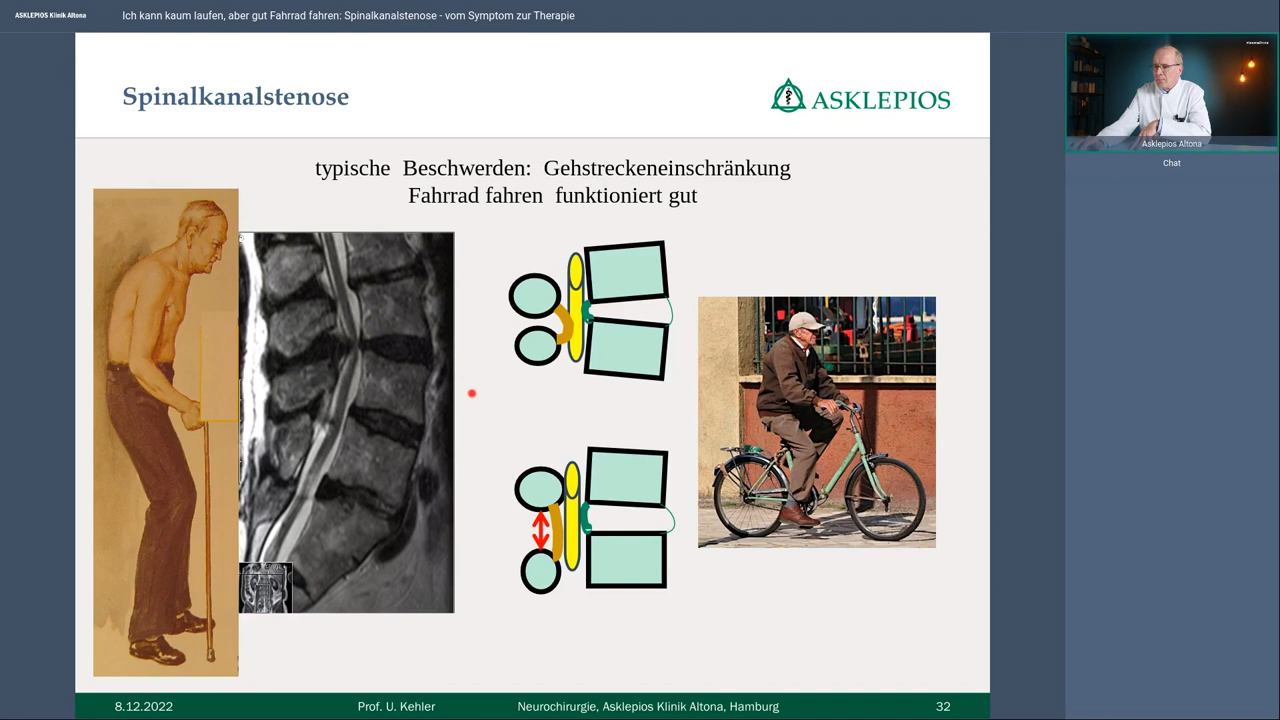 ASKLEPIOS Klinik Altona
Ich kann kaum laufen, aber gut Fahrrad fahren: Spinalkanalstenose - vom Symptom zur Therapie
Spinalkanalstenose
ASKLEPIOS
typische Beschwerden: Gehstreckeneinschränkung
Fahrrad fahren funktioniert gut
Asklepios Altona
Chat
8.12.2022
Prof. U. Kehler
Neurochirurgie, Asklepios Klinik Altona, Hamburg
32